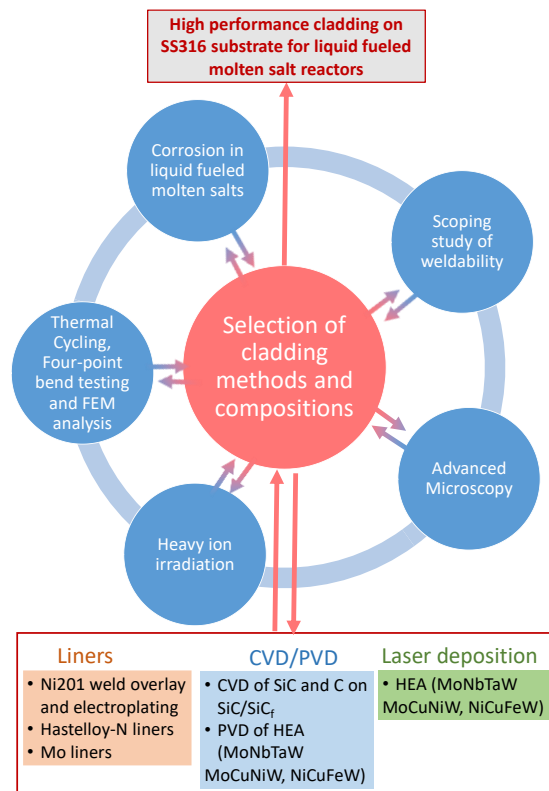 High performance cladding on
SS316 substrate for liquid fueled
molten salt reactors
Corrosion in
liquid fueled
molten salts
Scoping
study of
weldability
Thermal
Cycling,
Four-point
bend testing
and FEM
analysis
Selection of
cladding
methods and
compositions
Advanced
Microscopy
Heavy ion
irradiation
Liners
• Ni201 weld overlay
and electroplating
• Hastelloy-N liners
• Mo liners
CVD/PVD
• CVD of SiC and C on
SiC/SiCf
• PVD of HEA
(MoNbTaW
MoCuNiW, NiCuFeW)
Laser deposition
• HEA (MoNbTaW
MoCuNiW, NiCuFeW)